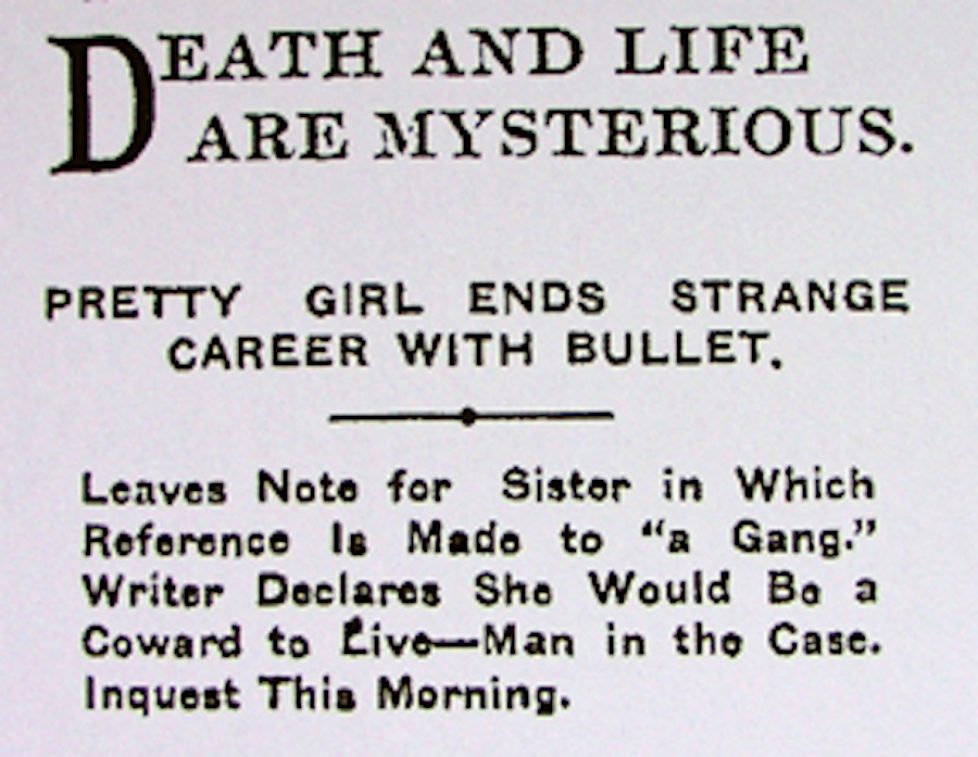 DEATH AND LIFE
ARE MYSTERIOUS.
PRETTY GIRL ENDS STRANGE
CAREER WITH BULLET.
Leaves Note for Sister in Which
Reference Is Made to "a Gang."
Writer Declares She Would Be a
Coward to Live—Man in the Case.
Inquest This Morning.